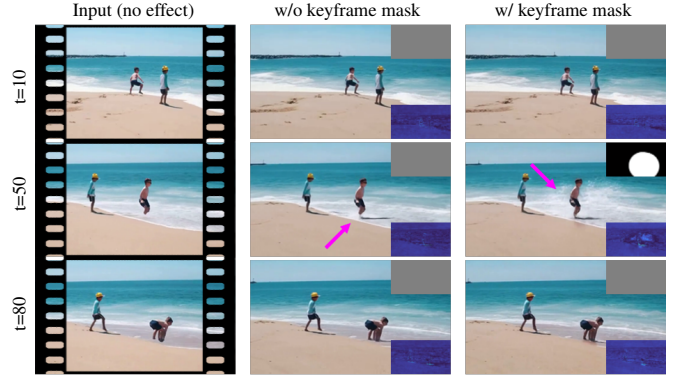 Input (no effect) w/o keyframe mask w/ keyframe mask
t=10
t=50
t=80